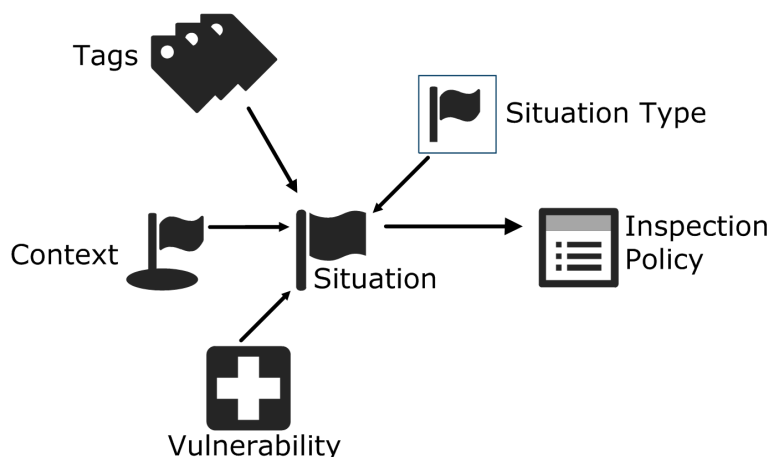 Tags
Situation Type
Inspection
Policy
Context
Situation
Vulnerability